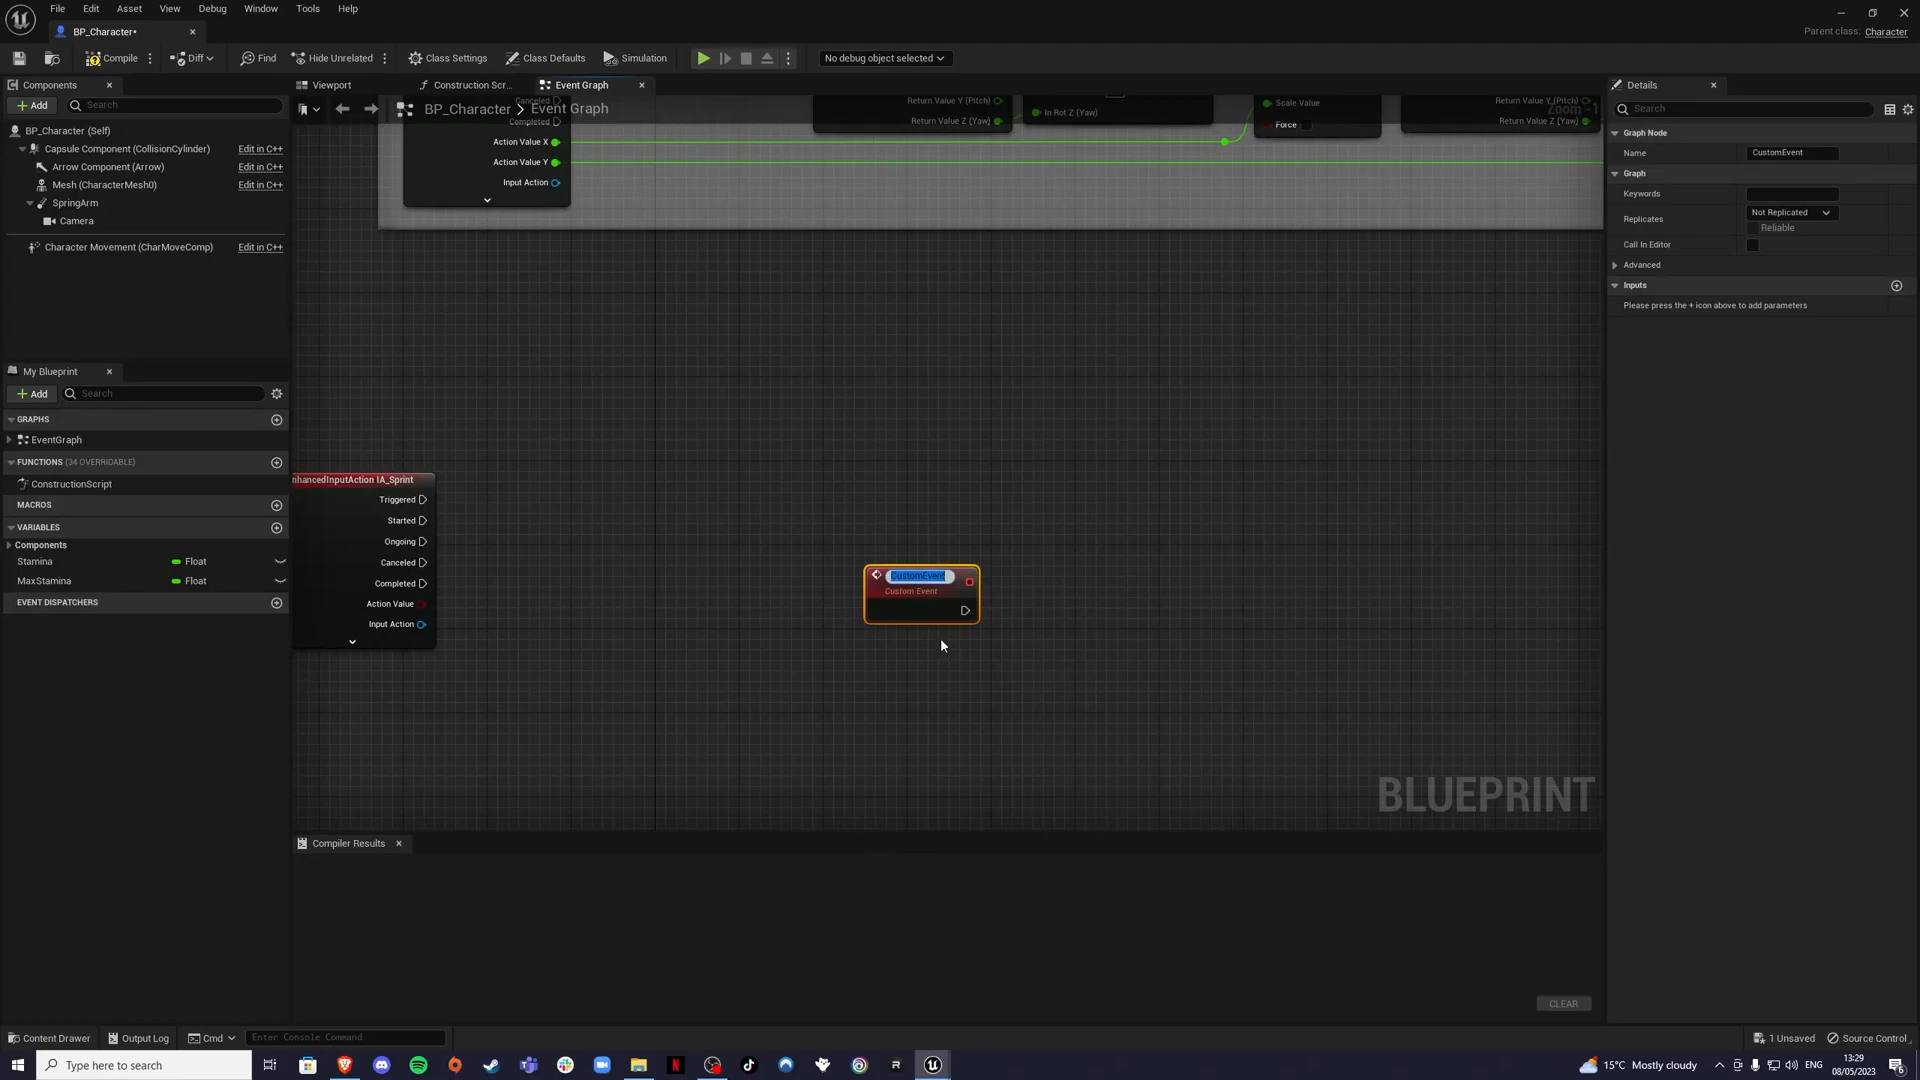 File Edit Asset View Debug Window Tools Help
BP_Character•
Parent class: Character
Compile Diff Find Hide Unrelated Class Settings Class Defaults Simulation No debug object selected
Components
Add Search
BP_Character (Self)
Capsule Component (CollisionCylinder) Edit in C++
Arrow Component (Arrow) Edit in C++
Mesh (CharacterMesh0) Edit in C++
SpringArm
Camera
Character Movement (CharMoveComp) Edit in C++
My Blueprint
Add Search
GRAPHS
EventGraph
FUNCTIONS (34 OVERRIDABLE)
ConstructionScript
MACROS
VARIABLES
Components
Stamina Float
MaxStamina Float
EVENT DISPATCHERS
Viewport Construction Scr... Event Graph
BP_Character > Event Graph
Zoom -1
Canceled
Completed
Action Value X
Action Value Y
Input Action
Return Value Y (Pitch)
Return Value Z (Yaw)
In Rot Z (Yaw)
Scale Value
Force
Return Value Y (Pitch)
Return Value Z (Yaw)
nhancedInputAction IA_Sprint
Triggered
Started
Ongoing
Canceled
Completed
Action Value
Input Action
CustomEvent
Custom Event
BLUEPRINT
Compiler Results
CLEAR
Details
Search
Graph Node
Name CustomEvent
Graph
Keywords
Replicates Not Replicated
Reliable
Call In Editor
Advanced
Inputs
Please press the + icon above to add parameters
Content Drawer Output Log Cmd Enter Console Command 1 Unsaved Source Control
Type here to search
15°C Mostly cloudy ENG
13:29
08/05/2023
6